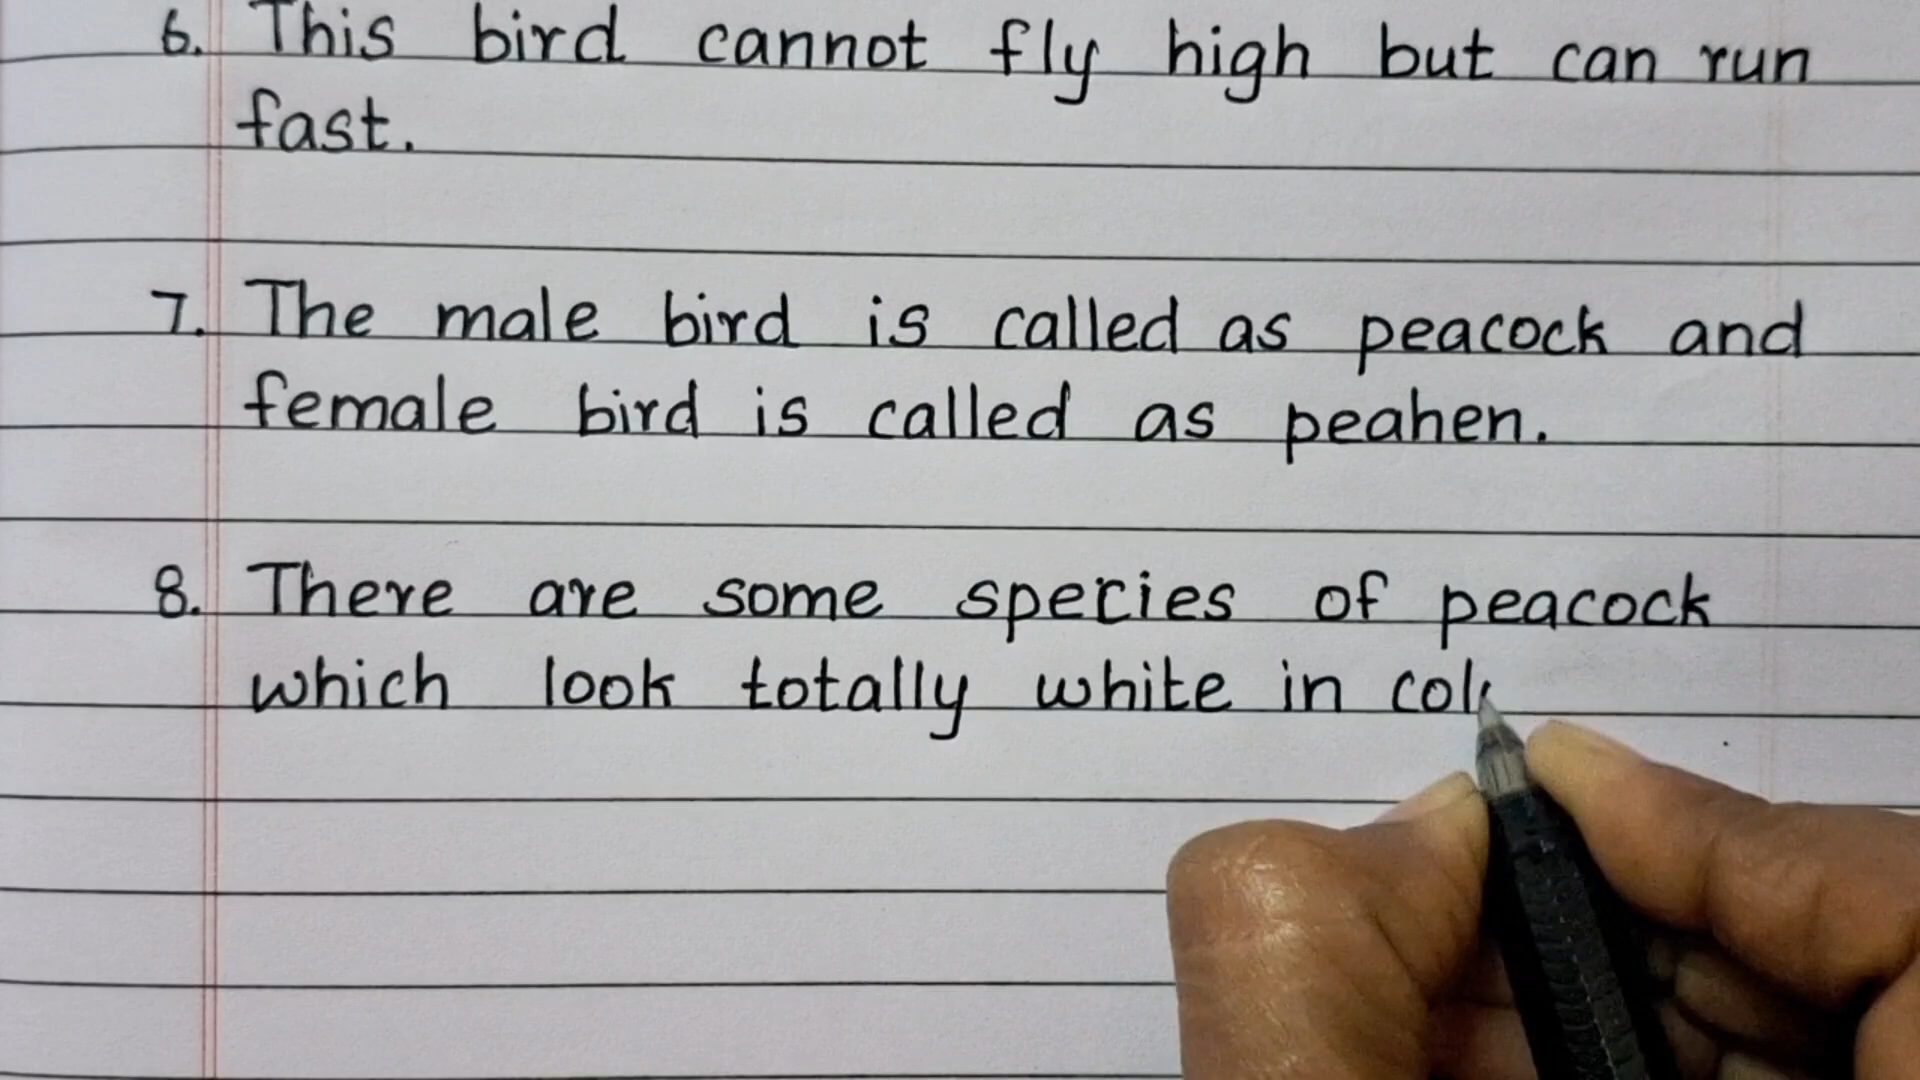 6. This bird cannot fly high but can run
fast.
7. The male bird is called as peacock and
female bird is called as peahen.
8. There are some species of peacock
which look totally white in col